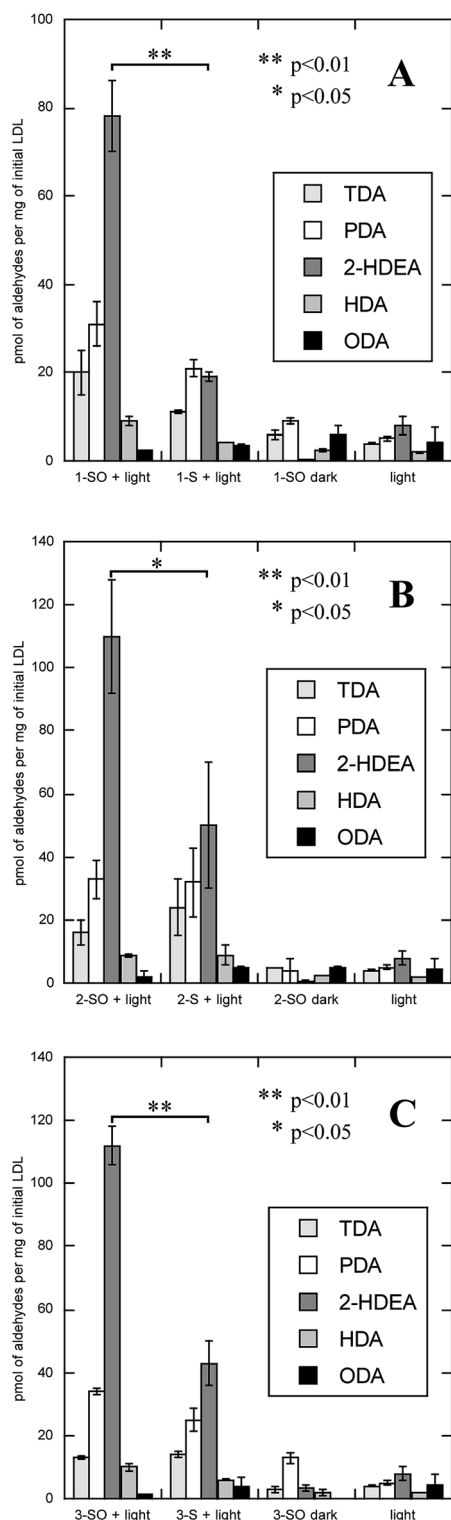 100
80
60
40
20
0
pmol of aldehydes per mg of initial LDL
**
** p<0.01
* p<0.05
A
TDA
PDA
2-HDEA
HDA
ODA
1-SO + light 1-S + light 1-SO dark light
140
120
100
80
60
40
20
0
pmol of aldehydes per mg of initial LDL
*
** p<0.01
* p<0.05
B
TDA
PDA
2-HDEA
HDA
ODA
2-SO + light 2-S + light 2-SO dark light
140
120
100
80
60
40
20
0
pmol of aldehydes per mg of initial LDL
**
** p<0.01
* p<0.05
C
TDA
PDA
2-HDEA
HDA
ODA
3-SO + light 3-S + light 3-SO dark light